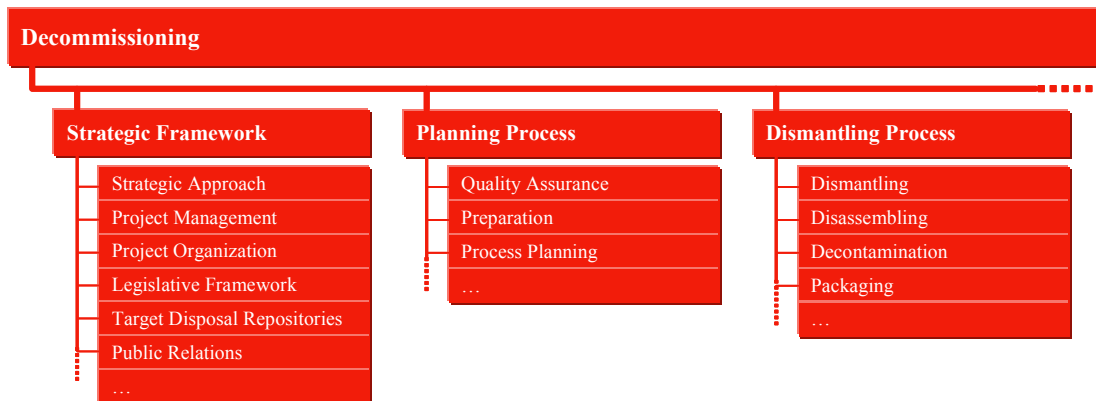 Decommissioning
Strategic Framework
Strategic Approach
Project Management
Project Organization
Legislative Framework
Target Disposal Repositories
Public Relations
…
Planning Process
Quality Assurance
Preparation
Process Planning
…
Dismantling Process
Dismantling
Disassembling
Decontamination
Packaging
…